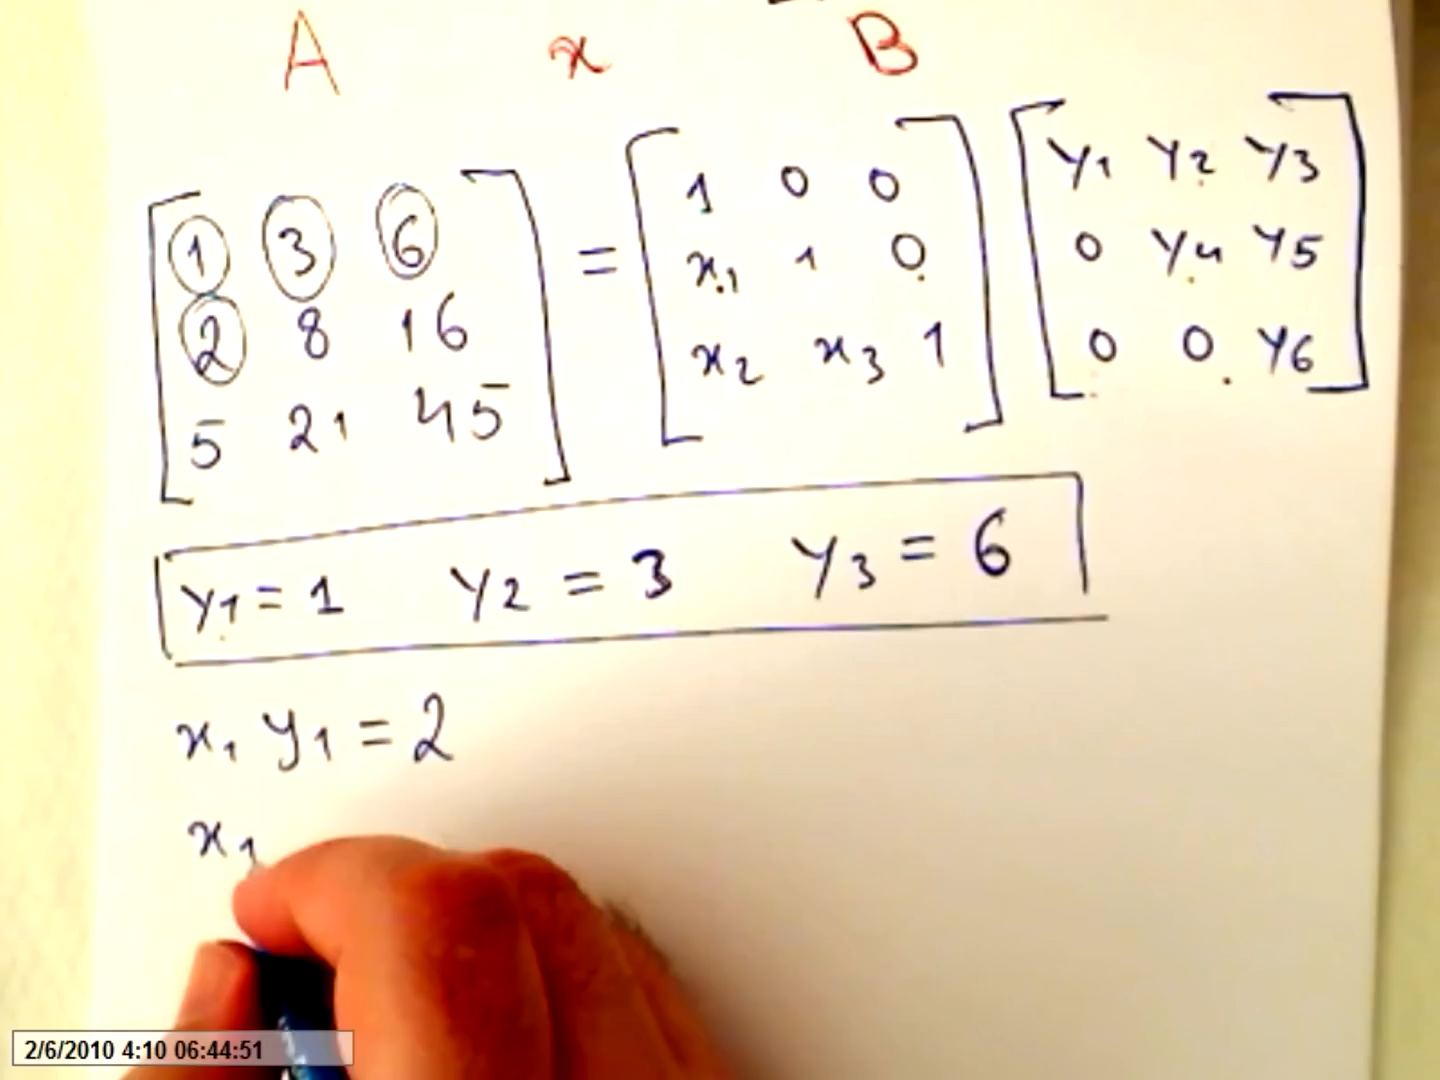 A x B
[1 3 6] = [1 0 0] [y1 y2 y3]
[2 8 16] [x1 1 0] [0 y4 y5]
[5 21 45] [x2 x3 1] [0 0 y6]
y1 = 1 y2 = 3 y3 = 6
x1 y1 = 2
x1
2/6/2010 4:10 06:44:51